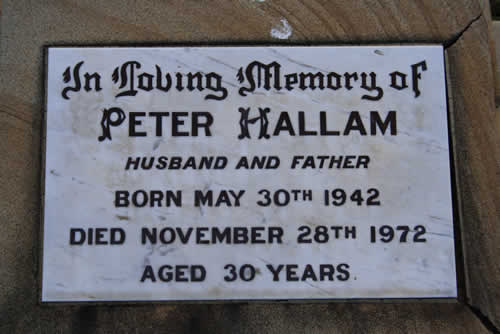 In Loving Memory of
PETER HALLAM
HUSBAND AND FATHER
BORN MAY 30TH 1942
DIED NOVEMBER 28TH 1972
AGED 30 YEARS.